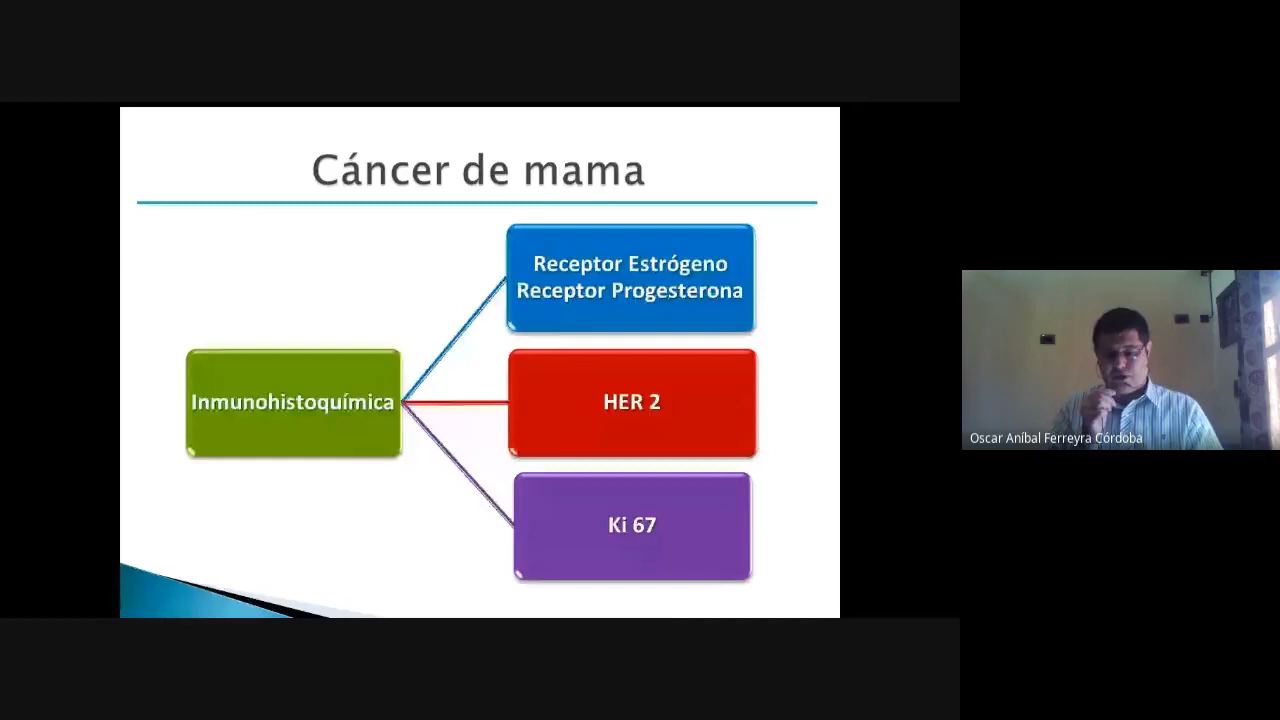 Cáncer de mama
Receptor Estrógeno
Receptor Progesterona
Inmunohistoquímica
HER 2
Ki 67
Oscar Aníbal Ferreyra Córdoba